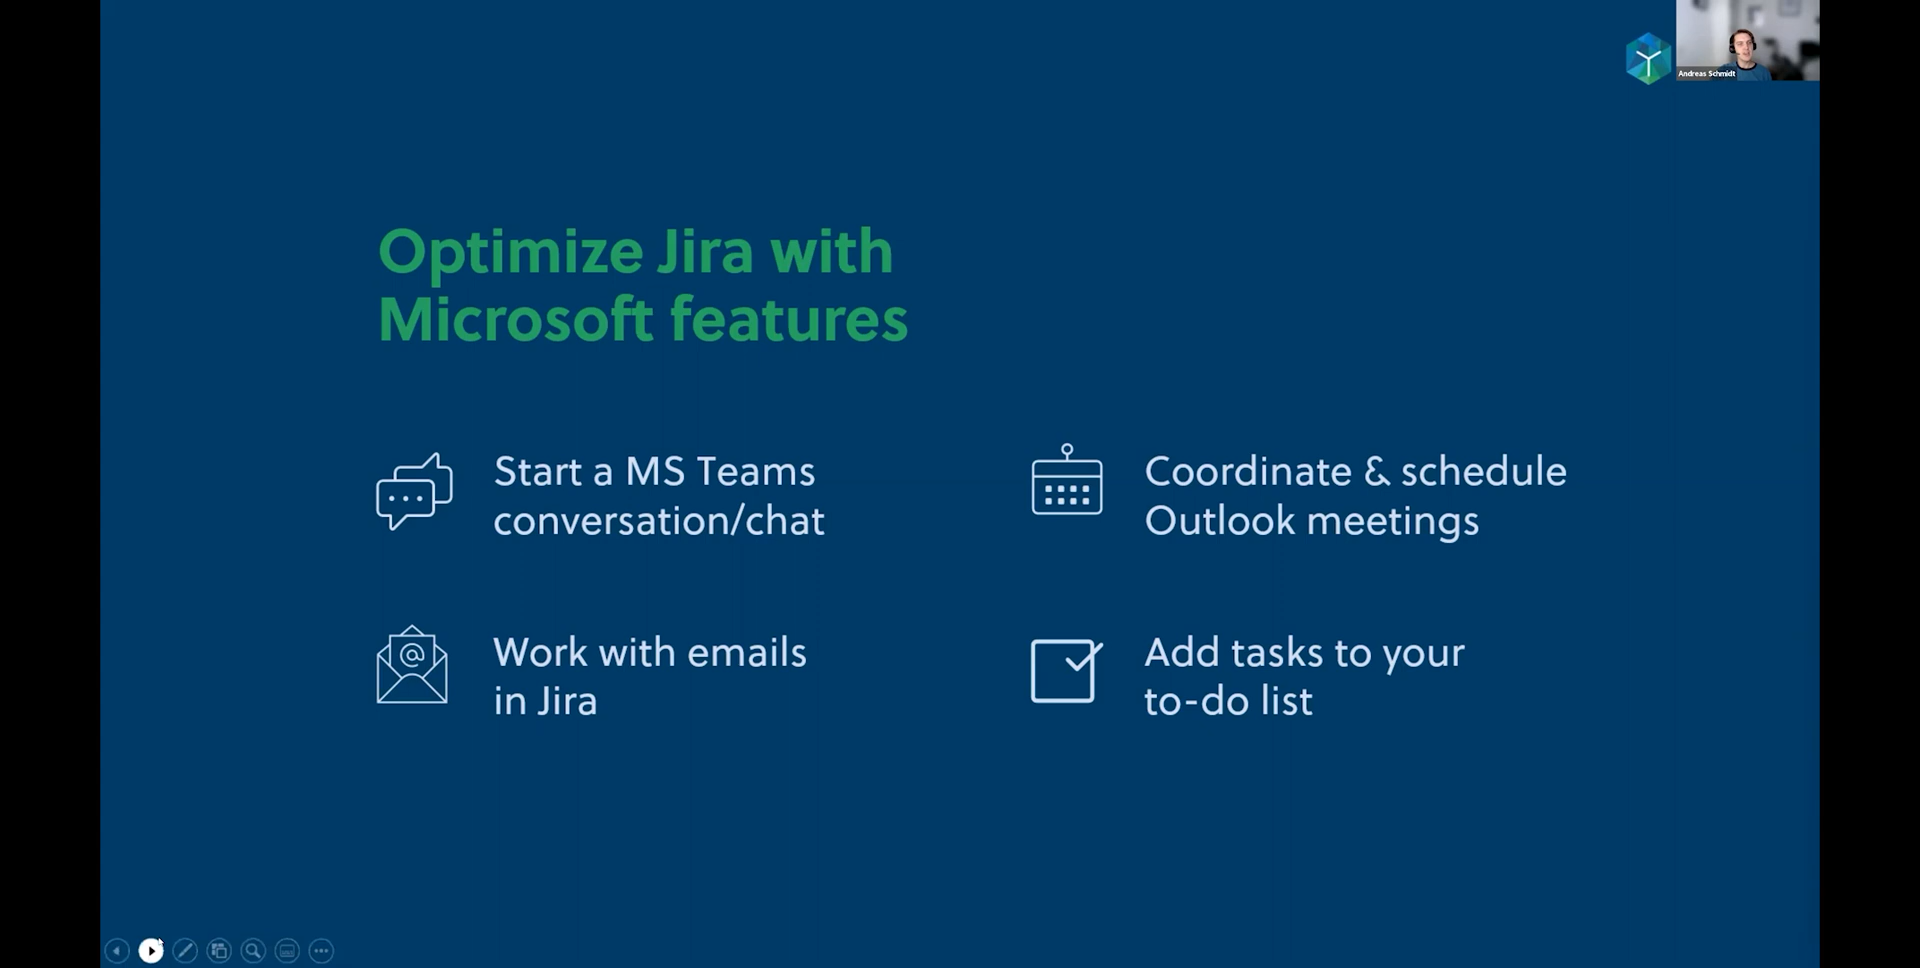 Andreas Schmidt
Optimize Jira with
Microsoft features
Start a MS Teams
conversation/chat
Coordinate & schedule
Outlook meetings
Work with emails
in Jira
Add tasks to your
to-do list